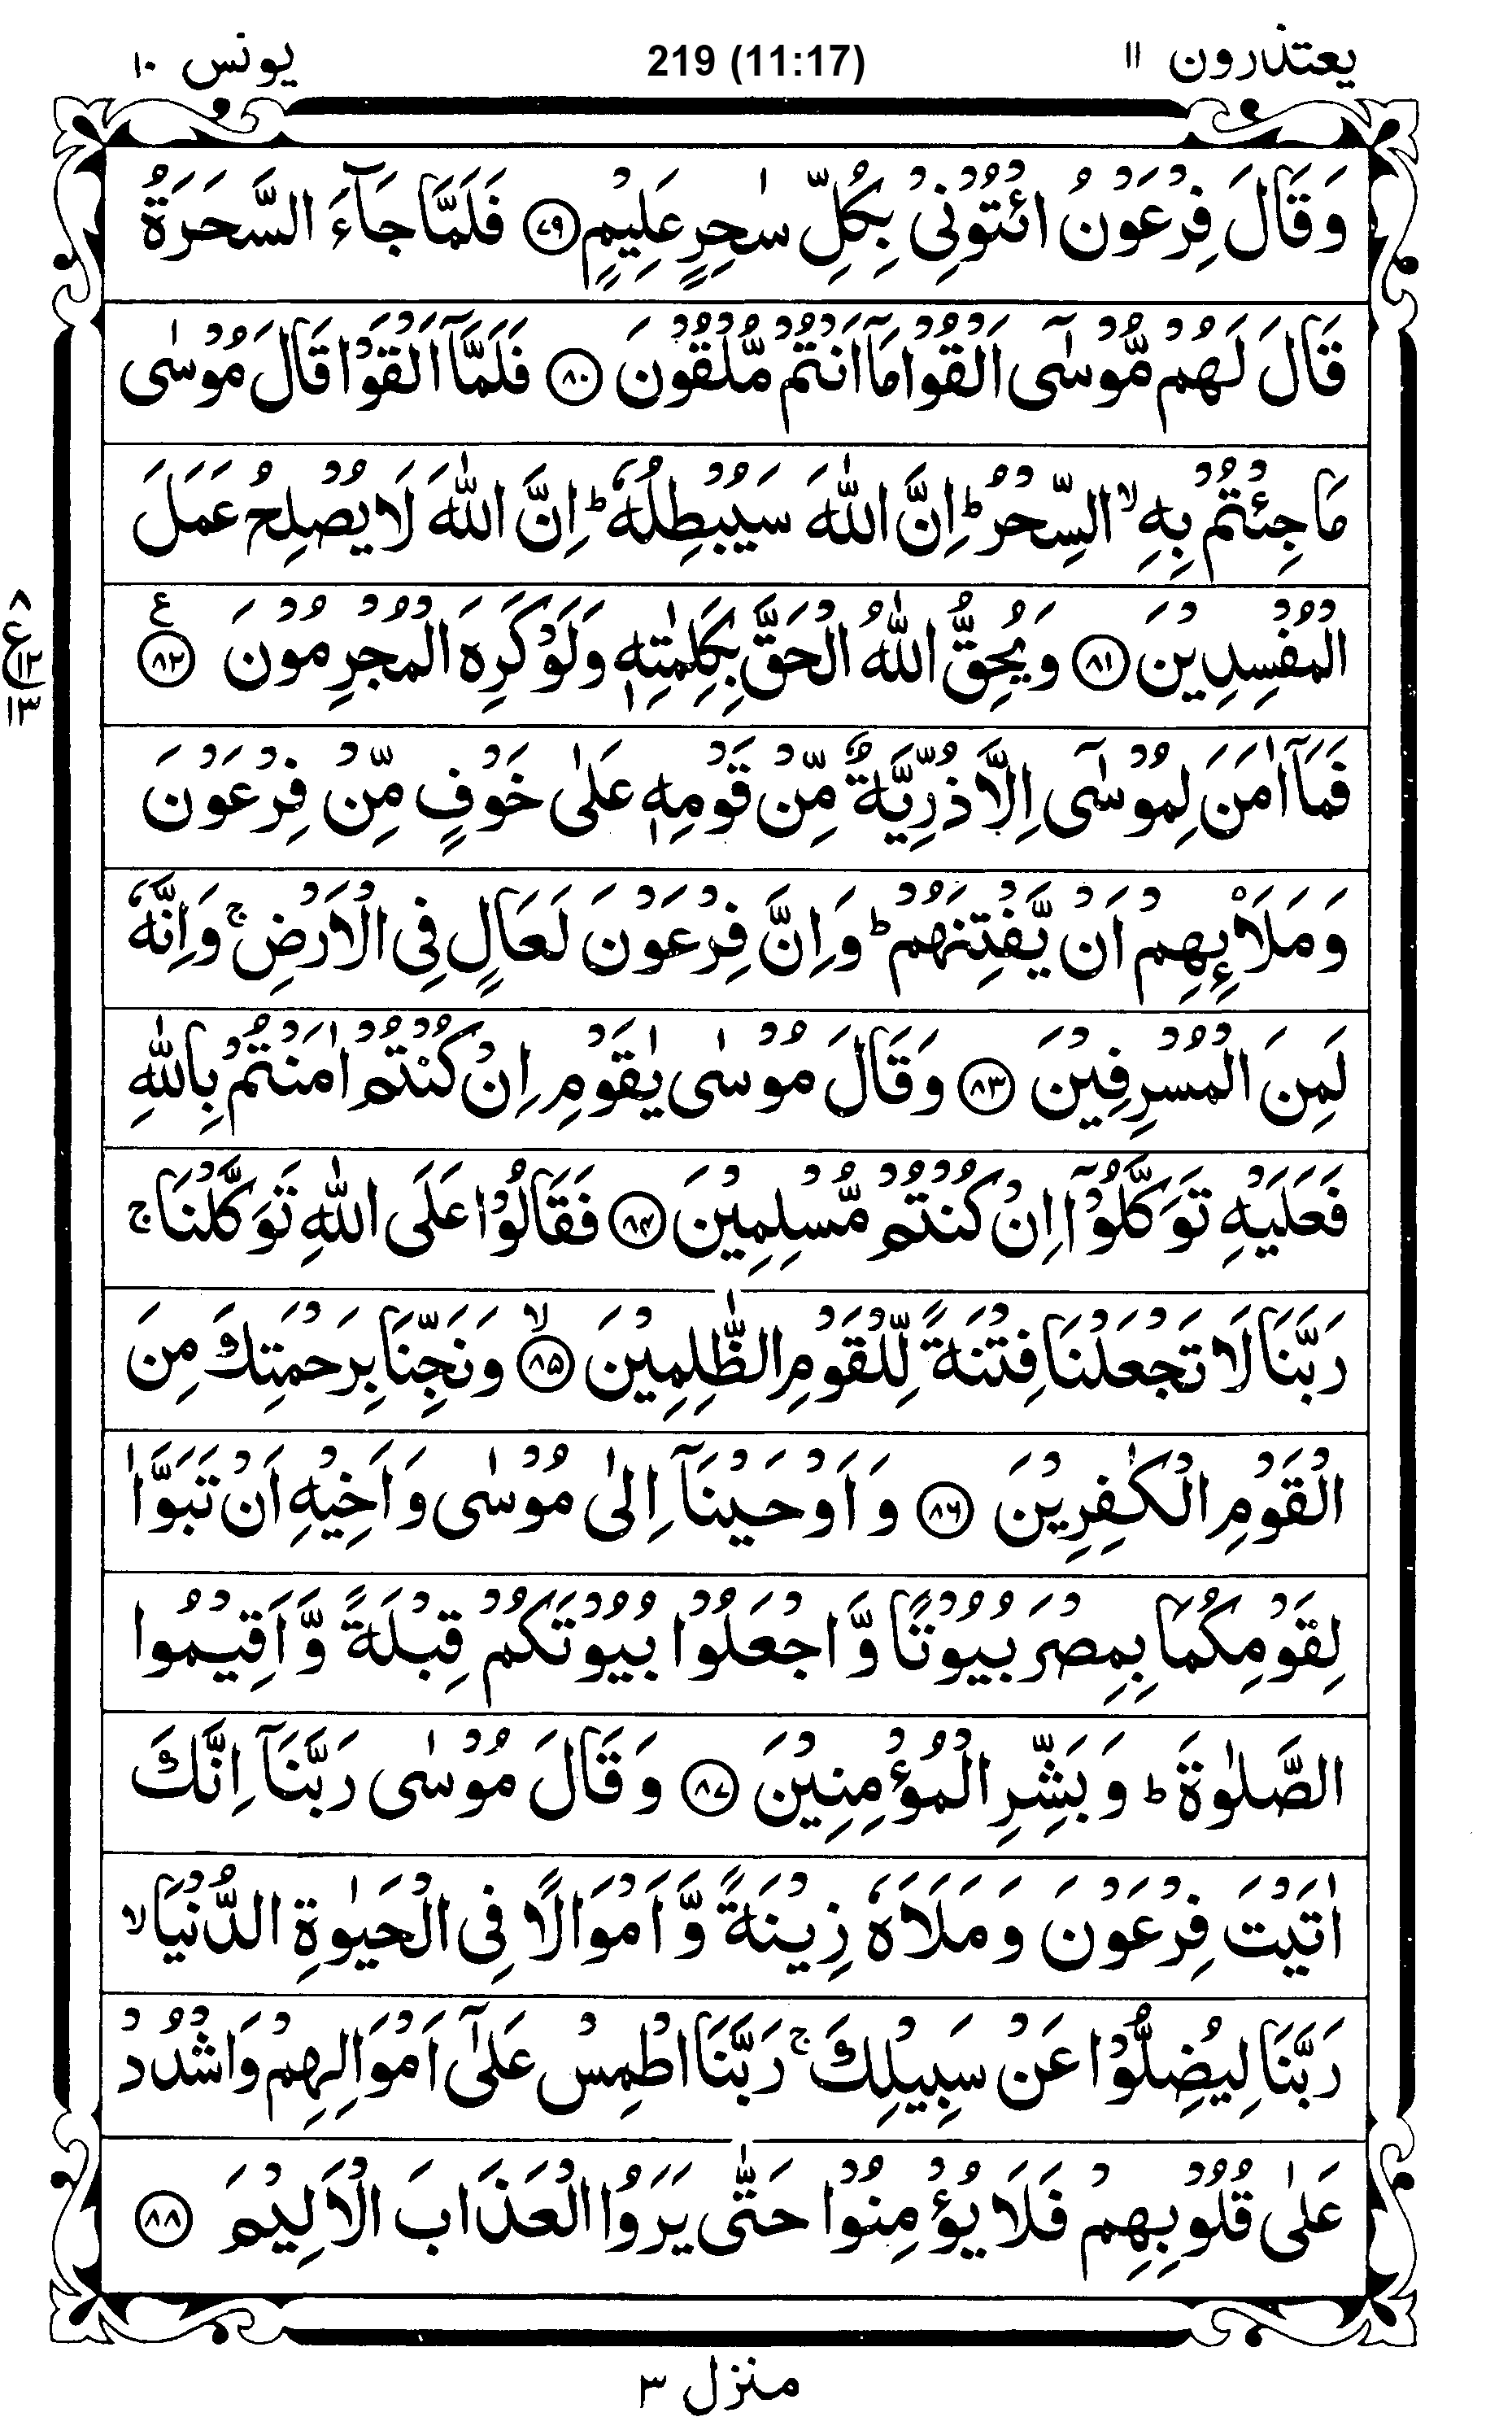 يعتذرون ١١
219 (11:17)
يونس ١٠
وَقَالَ فِرْعَوْنُ ائْتُوْنِيْ بِكُلِّ سٰحِرٍ عَلِيْمٍ ﴿٧٩﴾ فَلَمَّا جَآءَ السَّحَرَةُ
قَالَ لَهُمْ مُّوْسٰٓى اَلْقُوْا مَآ اَنْتُمْ مُّلْقُوْنَ ﴿٨٠﴾ فَلَمَّآ اَلْقَوْا قَالَ مُوْسٰى
مَا جِئْتُمْ بِهِ ۙ السِّحْرُ ؕ اِنَّ اللّٰهَ سَيُبْطِلُهٗ ؕ اِنَّ اللّٰهَ لَا يُصْلِحُ عَمَلَ
الْمُفْسِدِيْنَ ﴿٨١﴾ وَيُحِقُّ اللّٰهُ الْحَقَّ بِكَلِمٰتِهٖ وَلَوْ كَرِهَ الْمُجْرِمُوْنَ ﴿٨٢﴾ ع
٨
ع ١٢
١٣
فَمَآ اٰمَنَ لِمُوْسٰٓى اِلَّا ذُرِّيَّةٌ مِّنْ قَوْمِهٖ عَلٰى خَوْفٍ مِّنْ فِرْعَوْنَ
وَمَلَا۟ئِهِمْ اَنْ يَّفْتِنَهُمْ ؕ وَاِنَّ فِرْعَوْنَ لَعَالٍ فِى الْاَرْضِ ۚ وَاِنَّهٗ
لَمِنَ الْمُسْرِفِيْنَ ﴿٨٣﴾ وَقَالَ مُوْسٰى يٰقَوْمِ اِنْ كُنْتُمْ اٰمَنْتُمْ بِاللّٰهِ
فَعَلَيْهِ تَوَكَّلُوْٓا اِنْ كُنْتُمْ مُّسْلِمِيْنَ ﴿٨٤﴾ فَقَالُوْا عَلَى اللّٰهِ تَوَكَّلْنَا ۚ
رَبَّنَا لَا تَجْعَلْنَا فِتْنَةً لِّلْقَوْمِ الظّٰلِمِيْنَ ﴿٨٥﴾ ۙ وَنَجِّنَا بِرَحْمَتِكَ مِنَ
الْقَوْمِ الْكٰفِرِيْنَ ﴿٨٦﴾ وَاَوْحَيْنَآ اِلٰى مُوْسٰى وَاَخِيْهِ اَنْ تَبَوَّاٰ
لِقَوْمِكُمَا بِمِصْرَ بُيُوْتًا وَّاجْعَلُوْا بُيُوْتَكُمْ قِبْلَةً وَّاَقِيْمُوا
الصَّلٰوةَ ؕ وَبَشِّرِ الْمُؤْمِنِيْنَ ﴿٨٧﴾ وَقَالَ مُوْسٰى رَبَّنَآ اِنَّكَ
اٰتَيْتَ فِرْعَوْنَ وَمَلَاَهٗ زِيْنَةً وَّاَمْوَالًا فِى الْحَيٰوةِ الدُّنْيَا ۙ
رَبَّنَا لِيُضِلُّوْا عَنْ سَبِيْلِكَ ۚ رَبَّنَا اطْمِسْ عَلٰٓى اَمْوَالِهِمْ وَاشْدُدْ
عَلٰى قُلُوْبِهِمْ فَلَا يُؤْمِنُوْا حَتّٰى يَرَوُا الْعَذَابَ الْاَلِيْمَ ﴿٨٨﴾
منزل ٣